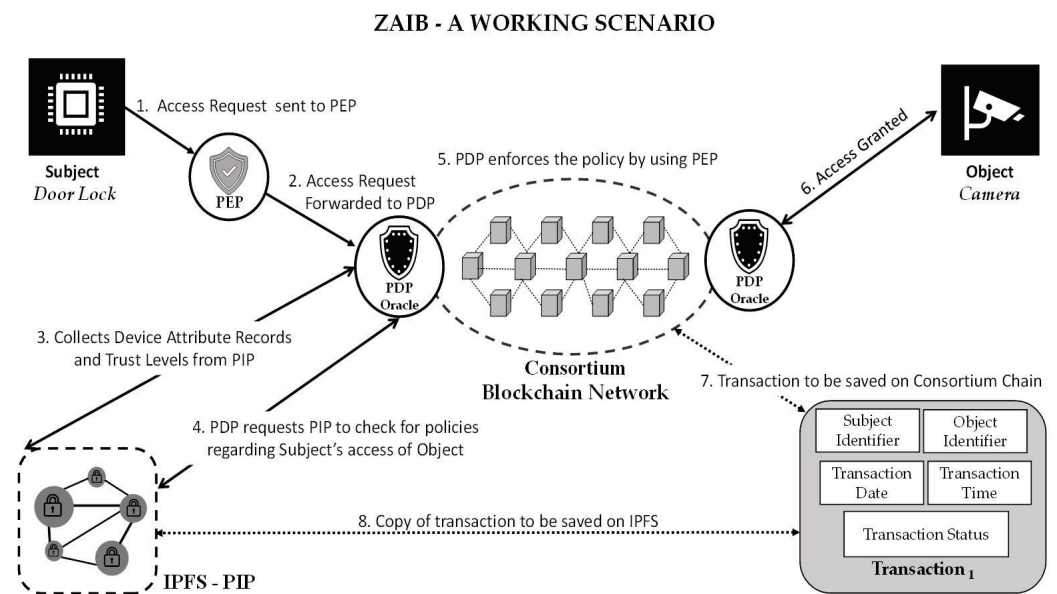 ZAIB - A WORKING SCENARIO
1. Access Request sent to PEP
Subject
Door Lock
PEP
2. Access Request
Forwarded to PDP
5. PDP enforces the policy by using PEP
6. Access Granted
Object
Camera
PDP
Oracle
PDP
Oracle
3. Collects Device Attribute Records
and Trust Levels from PIP
Consortium
Blockchain Network
7. Transaction to be saved on Consortium Chain
4. PDP requests PIP to check for policies
regarding Subject's access of Object
Subject
Identifier
Object
Identifier
Transaction
Date
Transaction
Time
Transaction Status
Transaction 1
8. Copy of transaction to be saved on IPFS
IPFS - PIP